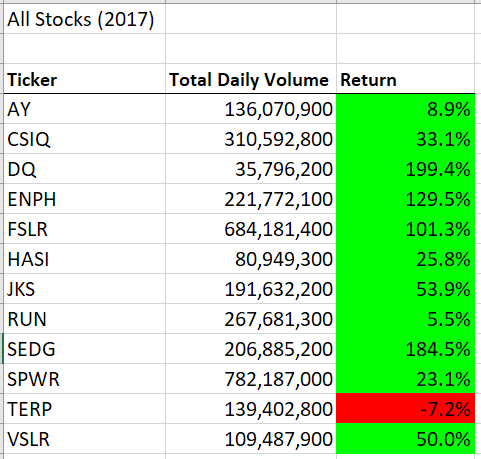 All Stocks (2017)
Ticker Total Daily Volume Return
AY 136,070,900 8.9%
CSIQ 310,592,800 33.1%
DQ 35,796,200 199.4%
ENPH 221,772,100 129.5%
FSLR 684,181,400 101.3%
HASI 80,949,300 25.8%
JKS 191,632,200 53.9%
RUN 267,681,300 5.5%
SEDG 206,885,200 184.5%
SPWR 782,187,000 23.1%
TERP 139,402,800 -7.2%
VSLR 109,487,900 50.0%